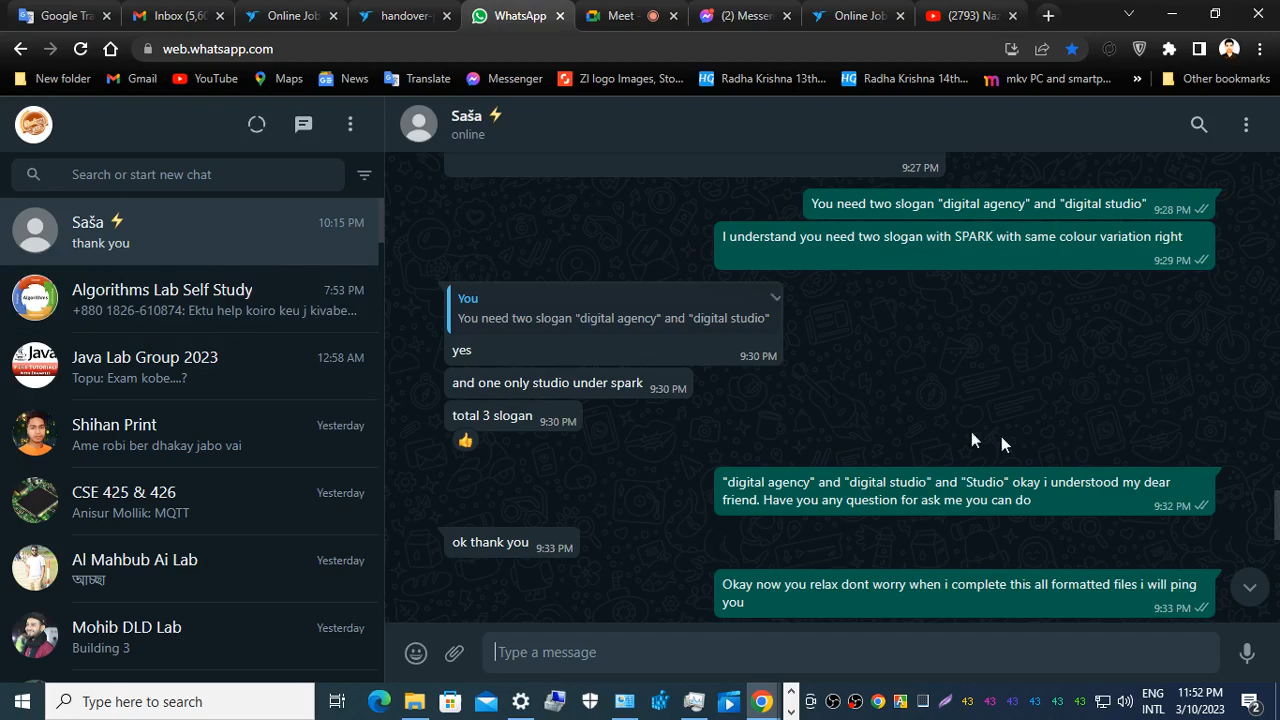 Google Tra
Inbox (5,60
Online Job
handover-p
WhatsApp
Meet -
(2) Messen
Online Job
(2793) Na
web.whatsapp.com
New folder
Gmail
YouTube
Maps
News
Translate
Messenger
ZI logo Images, Sto...
HG
Radha Krishna 13th...
HG
Radha Krishna 14th...
mkv PC and smartp...
»
Other bookmarks
Saša ⚡
online
Search or start new chat
Saša ⚡
10:15 PM
thank you
Algorithms Lab Self Study
7:53 PM
+880 1826-610874: Ektu help koiro keu j kivabe...
Java Lab Group 2023
12:58 AM
Topu: Exam kobe....?
Shihan Print
Yesterday
Ame robi ber dhakay jabo vai
CSE 425 & 426
Yesterday
Anisur Mollik: MQTT
Al Mahbub Ai Lab
Yesterday
আচ্ছা
Mohib DLD Lab
Yesterday
Building 3
9:27 PM
You need two slogan "digital agency" and "digital studio"
9:28 PM
I understand you need two slogan with SPARK with same colour variation right
9:29 PM
You
You need two slogan "digital agency" and "digital studio"
yes
9:30 PM
and one only studio under spark
9:30 PM
total 3 slogan
9:30 PM
👍
"digital agency" and "digital studio" and "Studio" okay i understood my dear
friend. Have you any question for ask me you can do
9:32 PM
ok thank you
9:33 PM
Okay now you relax dont worry when i complete this all formatted files i will ping
you
9:33 PM
Type a message
Type here to search
43
43
43
43
43
ENG
INTL
11:52 PM
3/10/2023
2